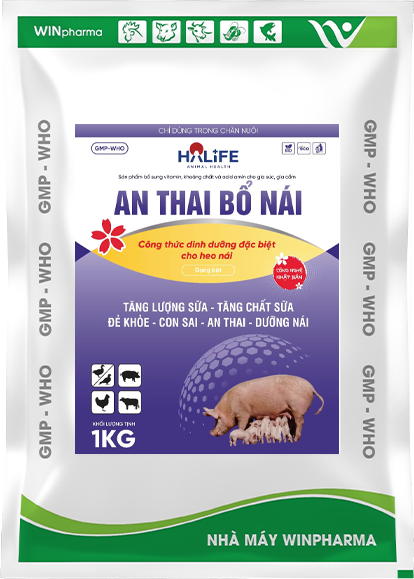 WINpharma
CHỈ DÙNG TRONG CHĂN NUÔI
GMP-WHO
HALIFE
ANIMAL HEALTH
Sản phẩm bổ sung vitamin, khoáng chất và acid amin cho gia súc, gia cầm
AN THAI BỔ NÁI
Công thức dinh dưỡng đặc biệt
cho heo nái
CÔNG NGHỆ
NHẬT BẢN
TĂNG LƯỢNG SỮA - TĂNG CHẤT SỮA
ĐẺ KHỎE - CON SAI - AN THAI - DƯỠNG NÁI
KHỐI LƯỢNG TỊNH
1KG
GMP - WHO
GMP - WHO
GMP - WHO
GMP - WHO
GMP - WHO
GMP - WHO
NHÀ MÁY WINPHARMA